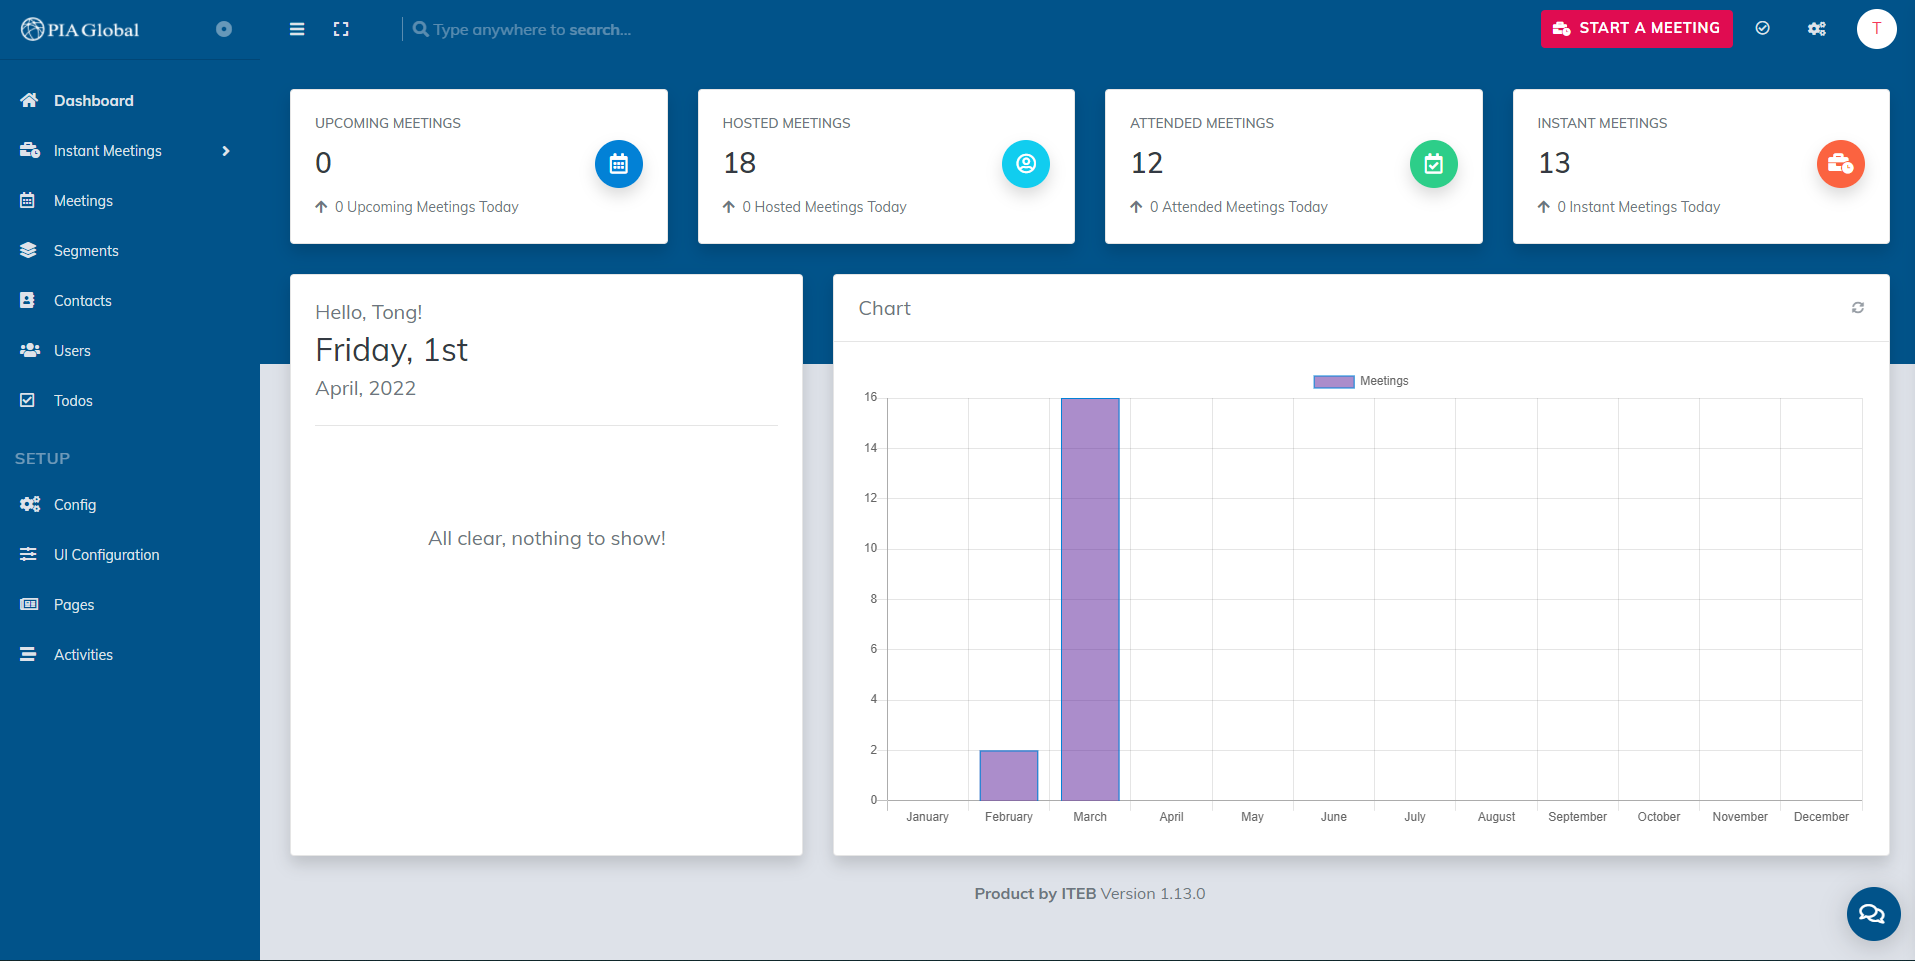 PIA Global
Type anywhere to search...
START A MEETING
T
Dashboard
Instant Meetings
Meetings
Segments
Contacts
Users
Todos
SETUP
Config
UI Configuration
Pages
Activities
UPCOMING MEETINGS
0
0 Upcoming Meetings Today
HOSTED MEETINGS
18
0 Hosted Meetings Today
ATTENDED MEETINGS
12
0 Attended Meetings Today
INSTANT MEETINGS
13
0 Instant Meetings Today
Hello, Tong!
Friday, 1st
April, 2022
All clear, nothing to show!
Chart
Meetings
16
14
12
10
8
6
4
2
0
January February March April May June July August September October November December
Product by ITEB Version 1.13.0